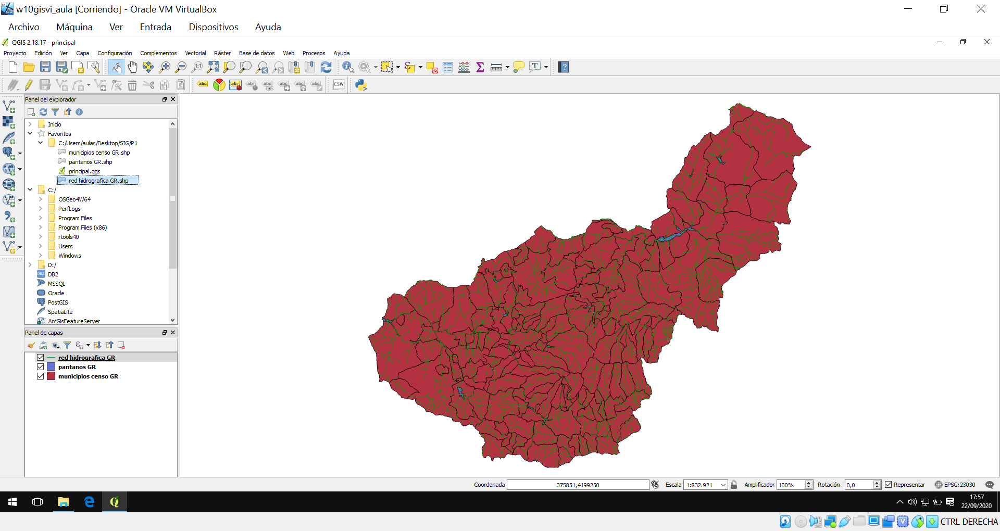 w10gisvi_aula [Corriendo] - Oracle VM VirtualBox
Archivo Máquina Ver Entrada Dispositivos Ayuda
QGIS 2.18.17 - principal
Proyecto Edición Ver Capa Configuración Complementos Vectorial Ráster Base de datos Web Procesos Ayuda
abc abc CSW
Panel del explorador
Inicio
Favoritos
C:/Users/aulas/Desktop/SIG/P1
municipios censo GR.shp
pantanos GR.shp
principal.qgs
red hidrografica GR.shp
C:/
OSGeo4W64
PerfLogs
Program Files
Program Files (x86)
rtools40
Users
Windows
D:/
DB2
MSSQL
Oracle
PostGIS
SpatiaLite
ArcGisFeatureServer
Panel de capas
red hidrografica GR
pantanos GR
municipios censo GR
Coordenada 375851,4199250 Escala 1:832.921 Amplificador 100% Rotación 0,0 Representar EPSG:23030
17:57
22/09/2020
CTRL DERECHA